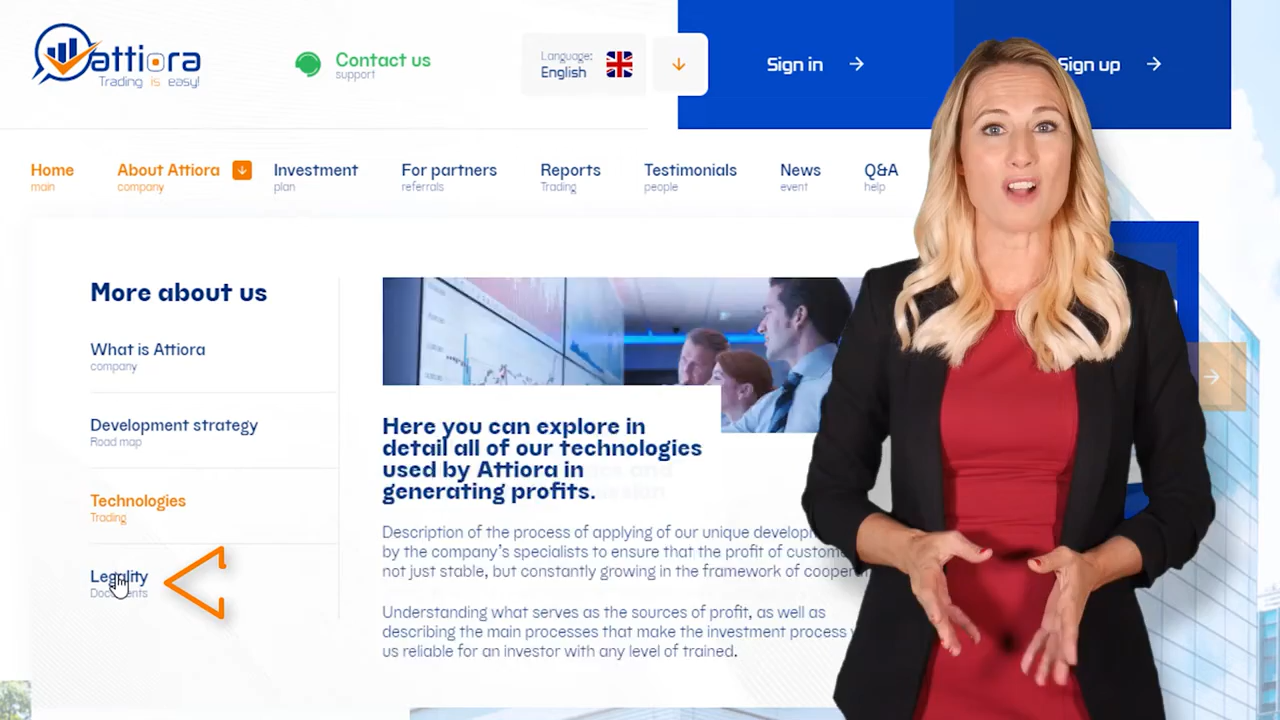 attiora
Trading is easy!
Contact us
support
Language:
English
Sign in
Sign up
Home
main
About Attiora
company
Investment
plan
For partners
referrals
Reports
Trading
Testimonials
people
News
event
Q&A
help
More about us
What is Attiora
company
Development strategy
Road map
Technologies
Trading
Legality
Documents
Here you can explore in
detail all of our technologies
used by Attiora in
generating profits.
Description of the process of applying of our unique
by the company's specialists to ensure that the profit of
not just stable, but constantly growing in the framework of
Understanding what serves as the sources of profit, as well as
describing the main processes that make the investment process
us reliable for an investor with any level of trained.